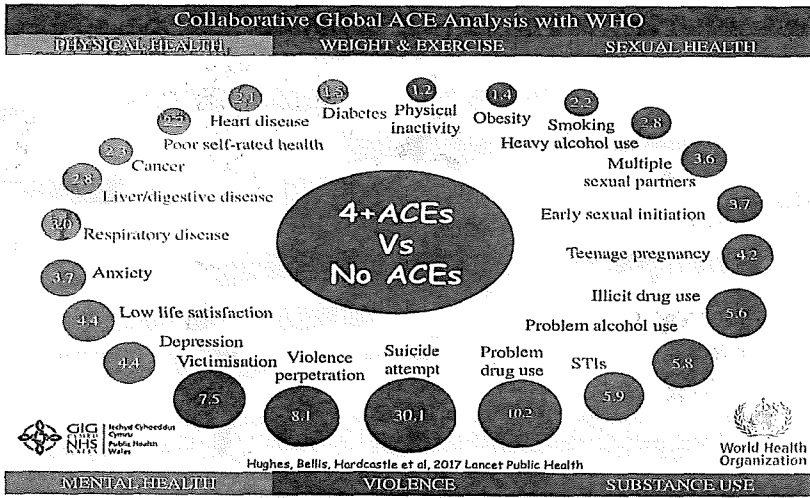 Collaborative Global ACE Analysis with WHO
PHYSICAL HEALTH WEIGHT & EXERCISE SEXUAL HEALTH
1.2
Physical
inactivity
1.4
Obesity
2.2
Smoking
2.8
Heavy alcohol use
3.6
Multiple
sexual partners
3.7
Early sexual initiation
4.2
Teenage pregnancy
5.6
Illicit drug use
5.8
Problem alcohol use
5.9
STIs
10.2
Problem
drug use
30.1
Suicide
attempt
8.1
Violence
perpetration
7.5
Victimisation
4.4
Depression
4.4
Low life satisfaction
3.7
Anxiety
3.0
Respiratory disease
2.8
Liver/digestive disease
2.3
Cancer
Poor self-rated health
2.1
Heart disease
1.5
Diabetes
4+ACEs
Vs
No ACEs
GIG
CYMRU
NHS
WALES
Iechyd Cyhoeddus
Cymru
Public Health
Wales
Hughes, Bellis, Hardcastle et al, 2017 Lancet Public Health
World Health
Organization
MENTAL HEALTH VIOLENCE SUBSTANCE USE